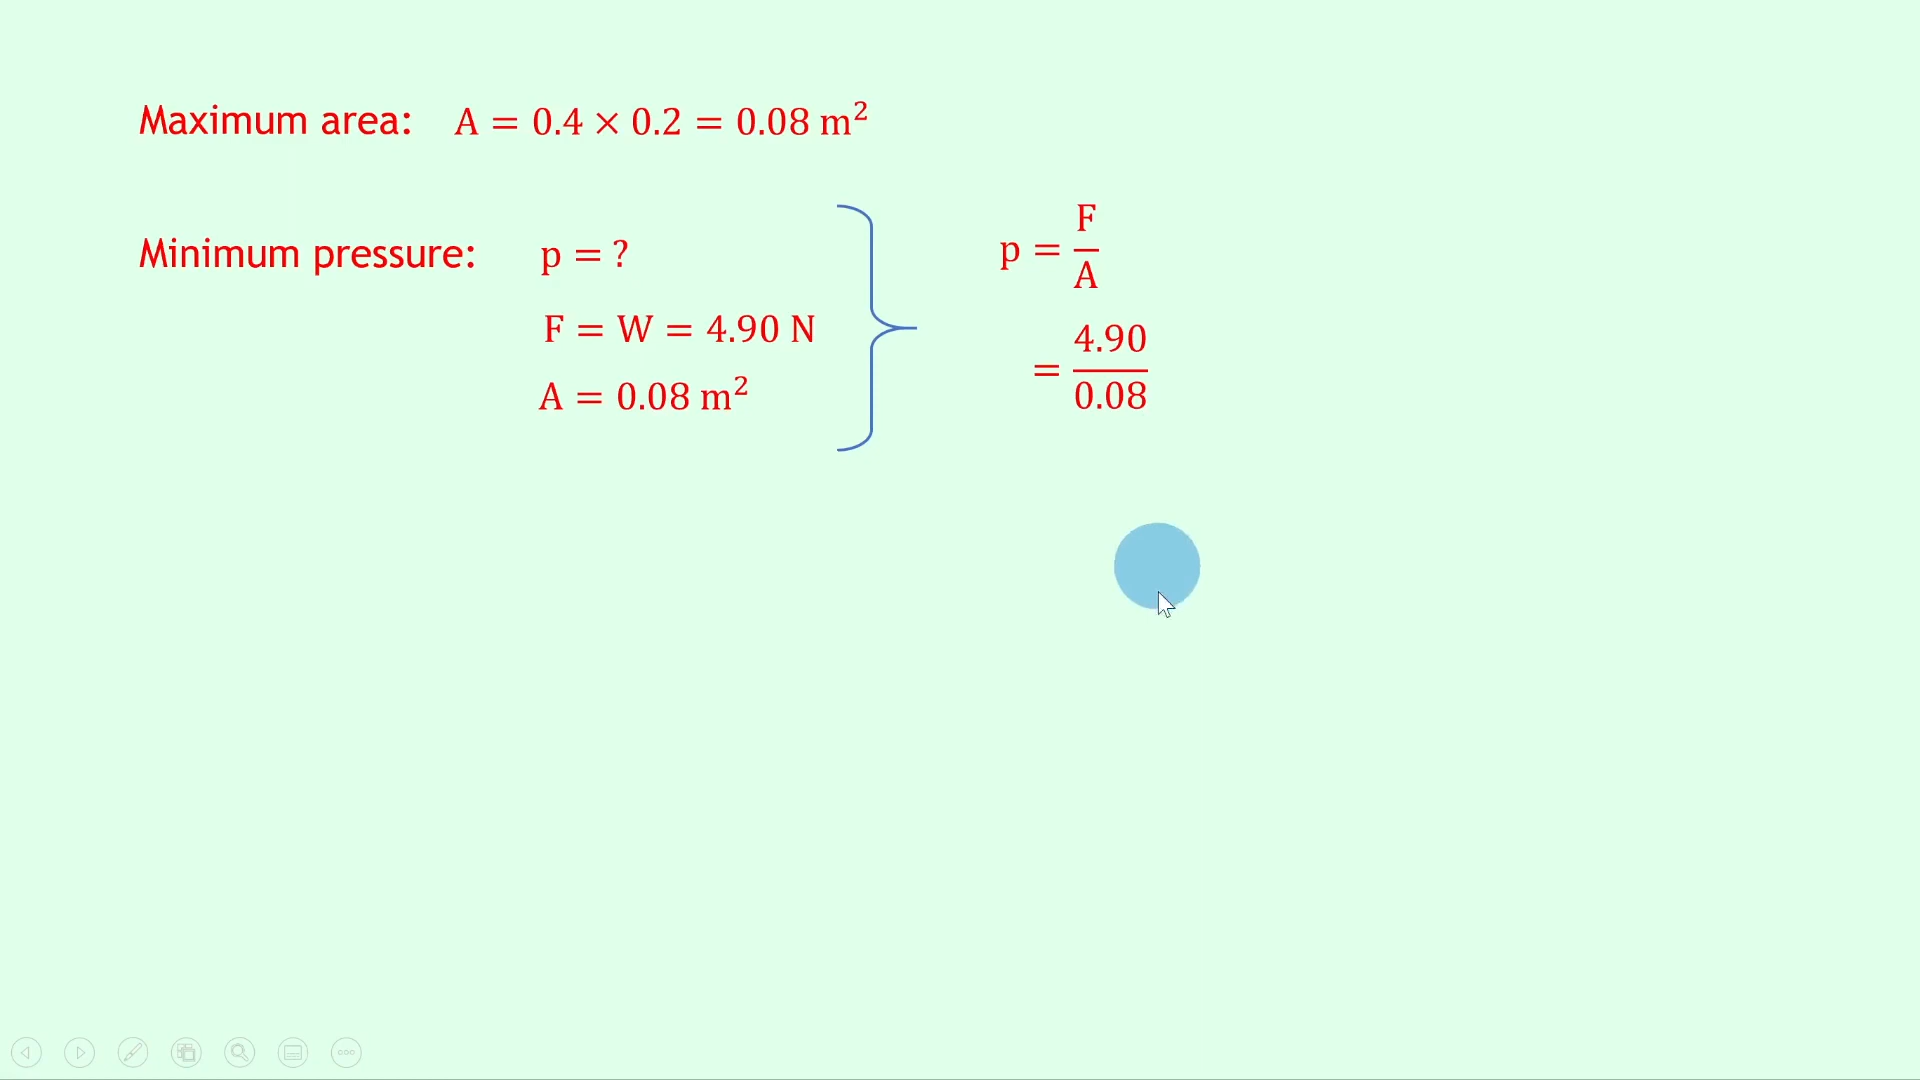 Maximum area: A = 0.4 × 0.2 = 0.08 m²
Minimum pressure: p = ?
F = W = 4.90 N
A = 0.08 m²
p = F/A
= 4.90/0.08